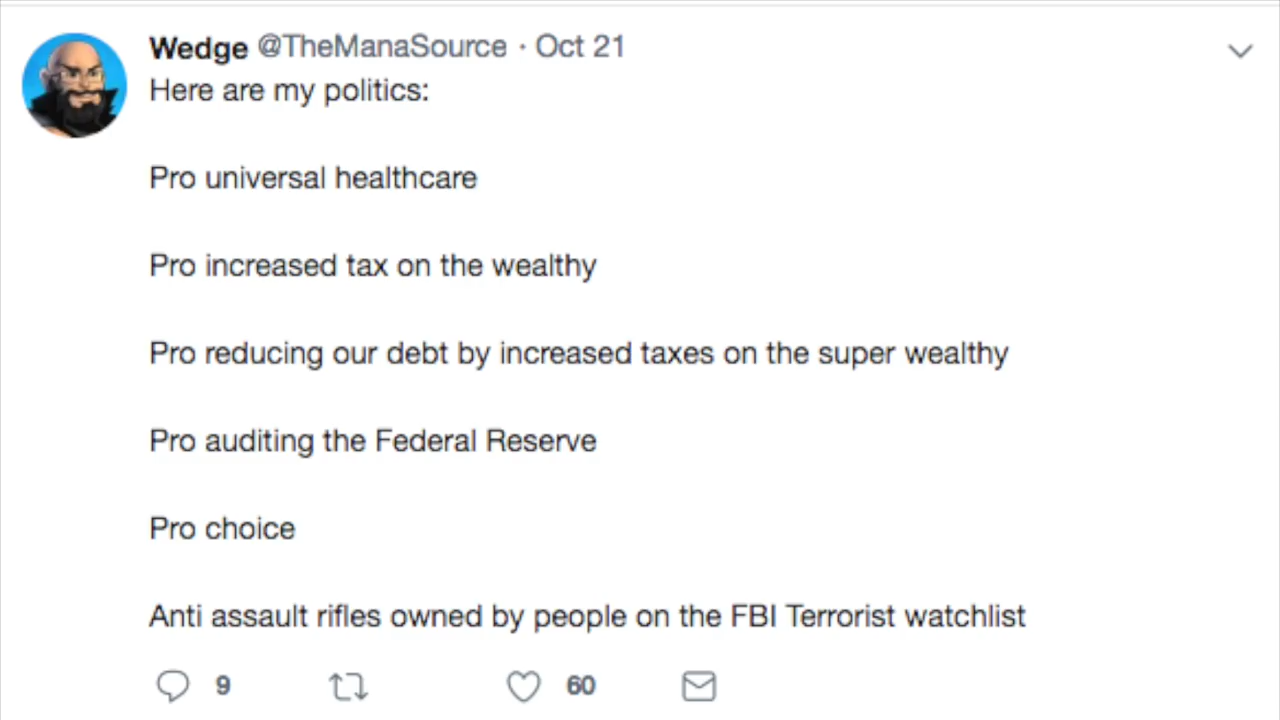 Wedge @TheManaSource · Oct 21
Here are my politics:
Pro universal healthcare
Pro increased tax on the wealthy
Pro reducing our debt by increased taxes on the super wealthy
Pro auditing the Federal Reserve
Pro choice
Anti assault rifles owned by people on the FBI Terrorist watchlist
9 60